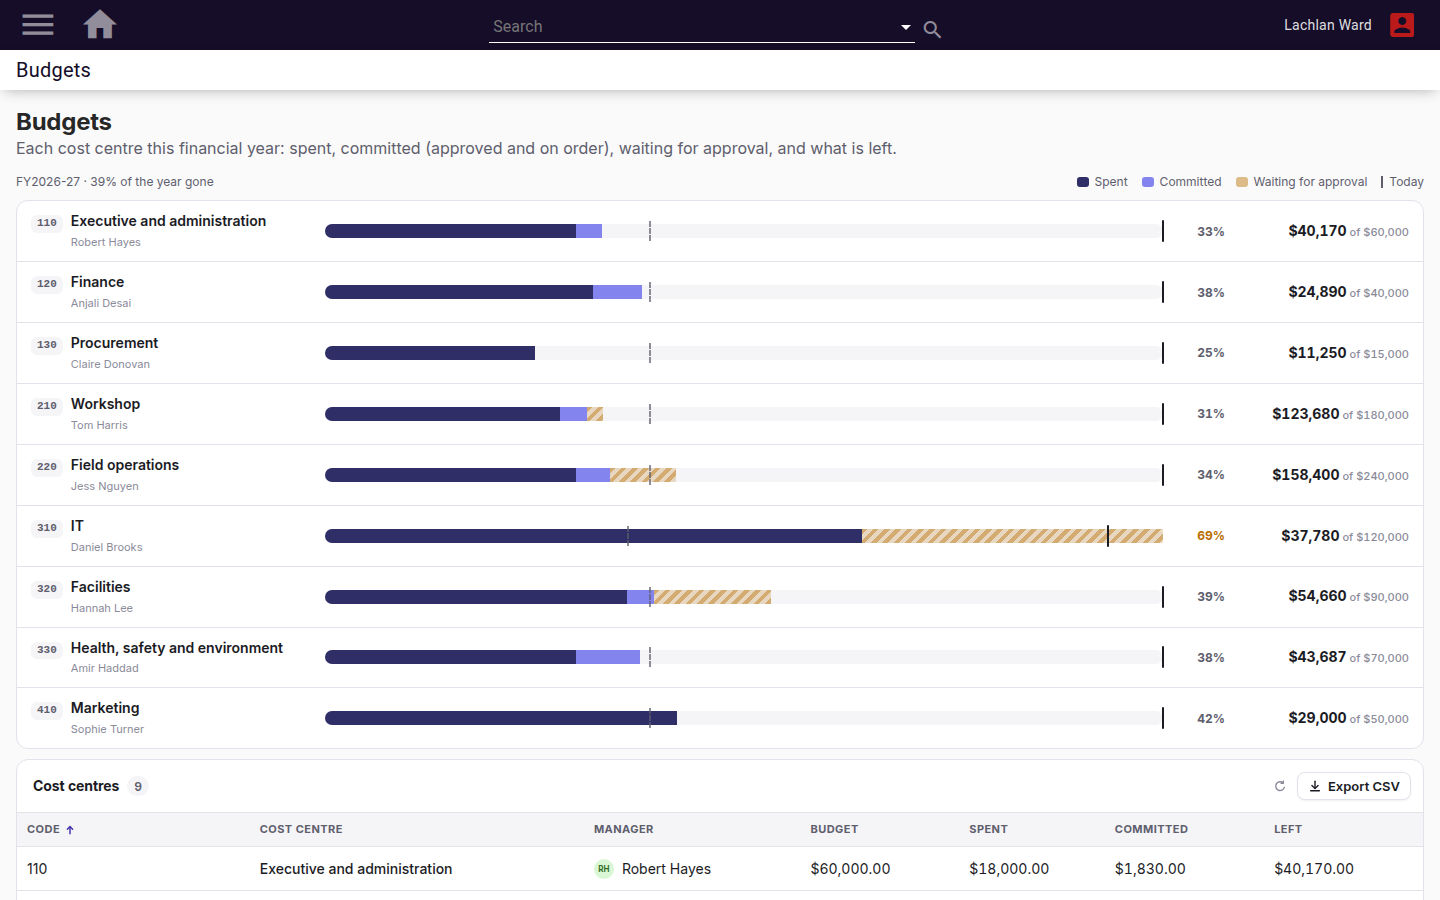 Search
Lachlan Ward
Budgets
Budgets
Each cost centre this financial year: spent, committed (approved and on order), waiting for approval, and what is left.
FY2026-27 · 39% of the year gone
Spent Committed Waiting for approval Today
110 Executive and administration 33% $40,170 of $60,000
Robert Hayes
120 Finance 38% $24,890 of $40,000
Anjali Desai
130 Procurement 25% $11,250 of $15,000
Claire Donovan
210 Workshop 31% $123,680 of $180,000
Tom Harris
220 Field operations 34% $158,400 of $240,000
Jess Nguyen
310 IT 69% $37,780 of $120,000
Daniel Brooks
320 Facilities 39% $54,660 of $90,000
Hannah Lee
330 Health, safety and environment 38% $43,687 of $70,000
Amir Haddad
410 Marketing 42% $29,000 of $50,000
Sophie Turner
Cost centres 9
Export CSV
CODE COST CENTRE MANAGER BUDGET SPENT COMMITTED LEFT
110 Executive and administration RH Robert Hayes $60,000.00 $18,000.00 $1,830.00 $40,170.00